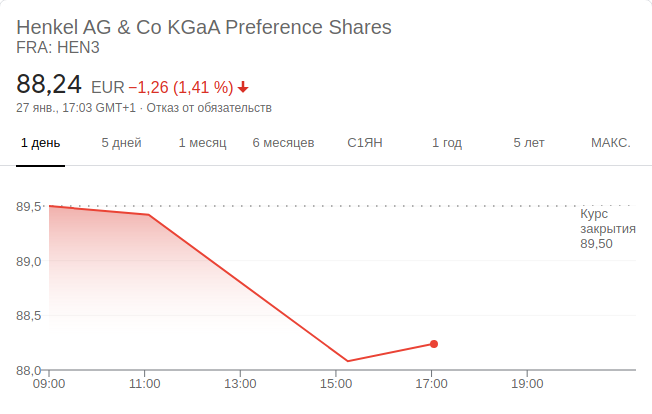 Henkel AG & Co KGaA Preference Shares
FRA: HEN3
88,24 EUR −1,26 (1,41 %)
27 янв., 17:03 GMT+1 · Отказ от обязательств
1 день 5 дней 1 месяц 6 месяцев С1ЯН 1 год 5 лет МАКС.
89,5
Курс
закрытия
89,50
89,0
88,5
88,0
09:00 11:00 13:00 15:00 17:00 19:00